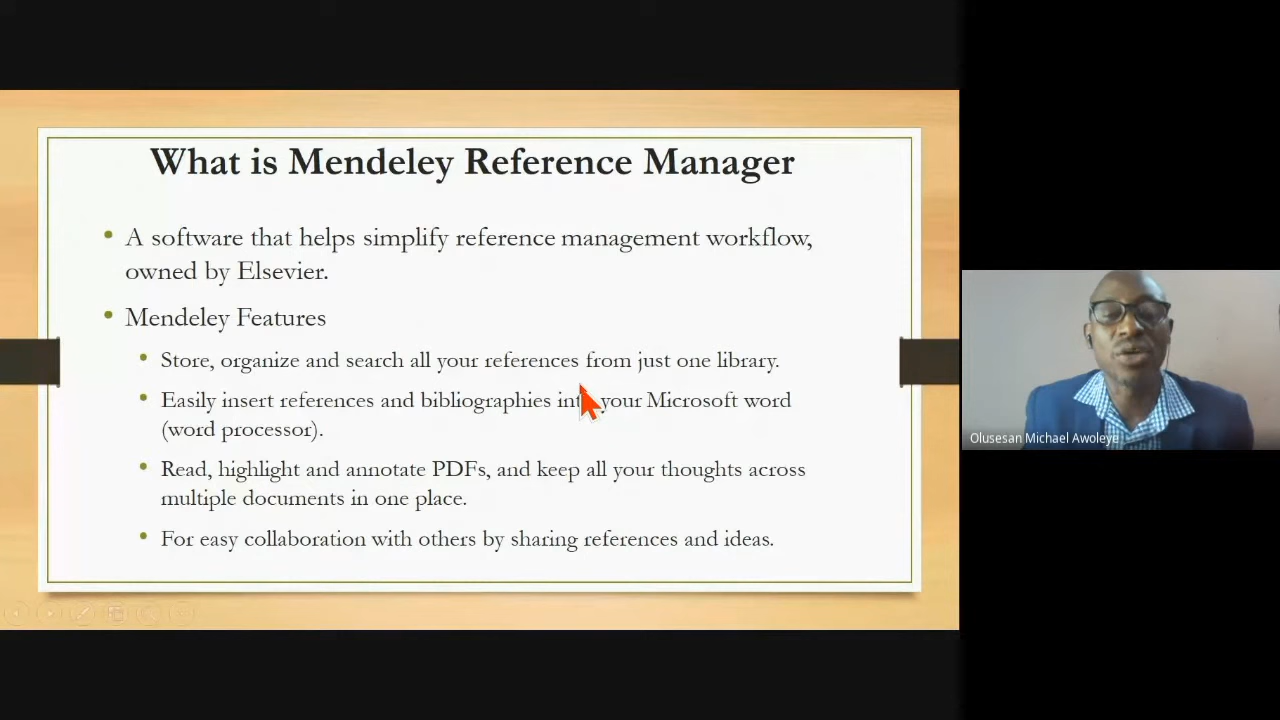 What is Mendeley Reference Manager
• A software that helps simplify reference management workflow,
owned by Elsevier.
• Mendeley Features
• Store, organize and search all your references from just one library.
• Easily insert references and bibliographies into your Microsoft word
(word processor).
• Read, highlight and annotate PDFs, and keep all your thoughts across
multiple documents in one place.
• For easy collaboration with others by sharing references and ideas.
Olusesan Michael Awoleye